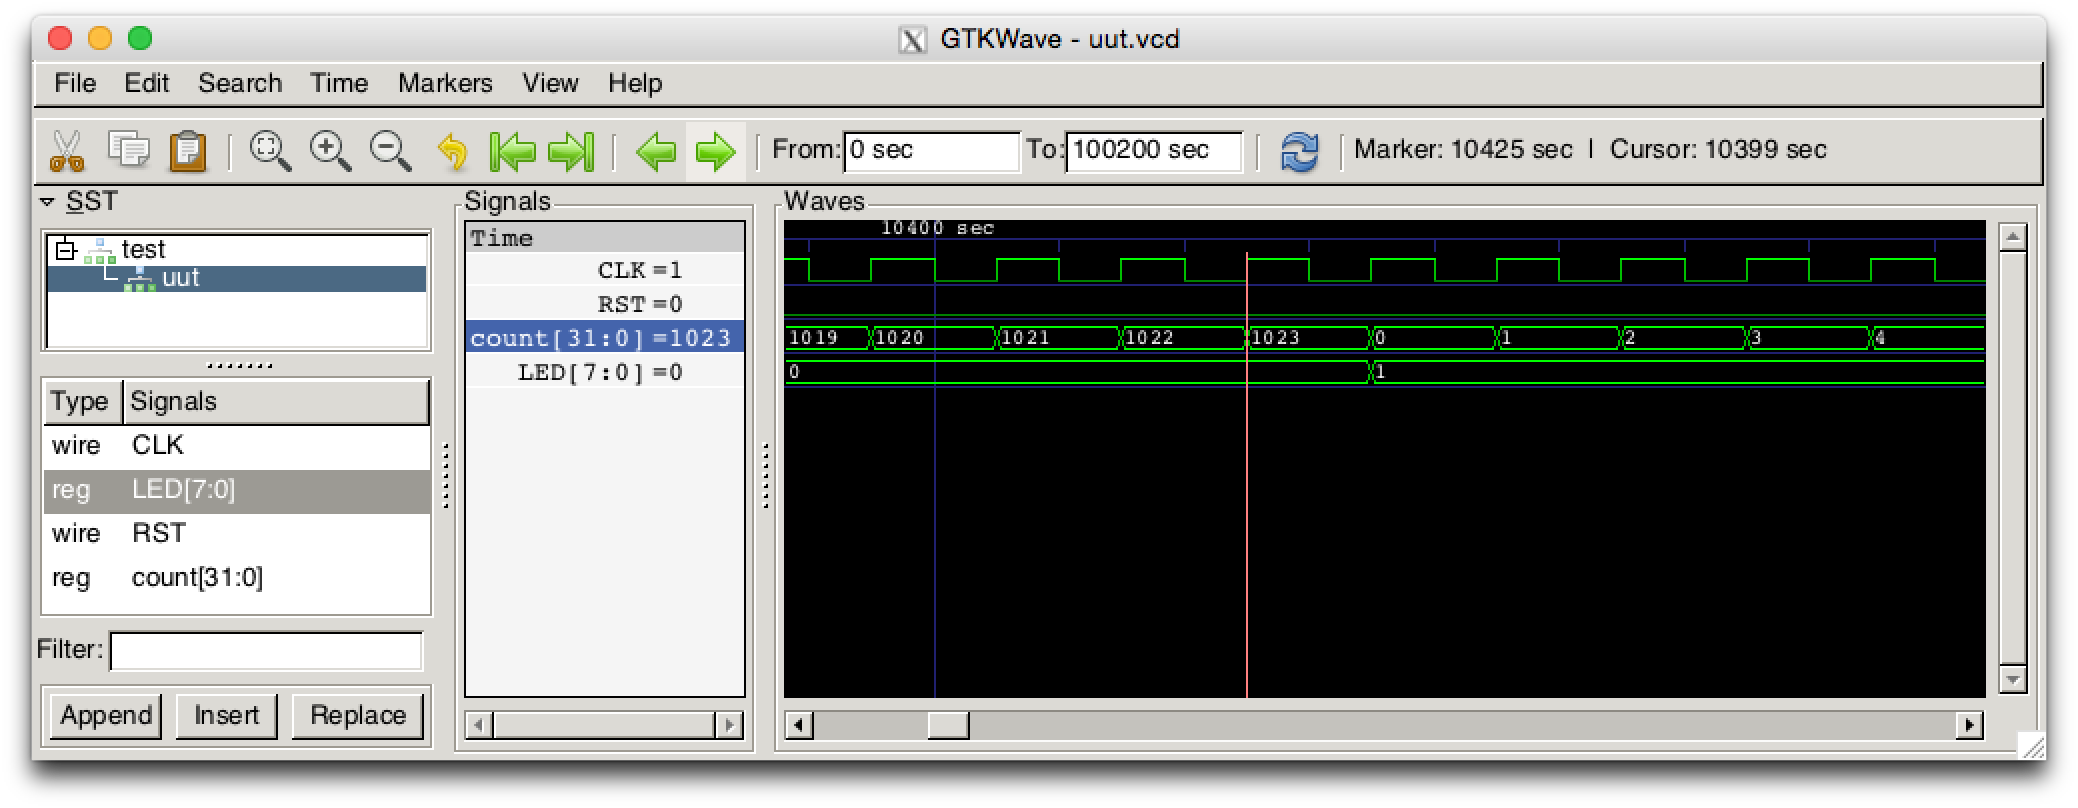 GTKWave - uut.vcd
File Edit Search Time Markers View Help
From: 0 sec To: 100200 sec Marker: 10425 sec | Cursor: 10399 sec
SST
test
uut
Type Signals
wire CLK
reg LED[7:0]
wire RST
reg count[31:0]
Filter:
Append Insert Replace
Signals
Time
CLK =1
RST =0
count[31:0] =1023
LED[7:0] =0
Waves
10400 sec
1019 1020 1021 1022 1023 0 1 2 3 4
0 1